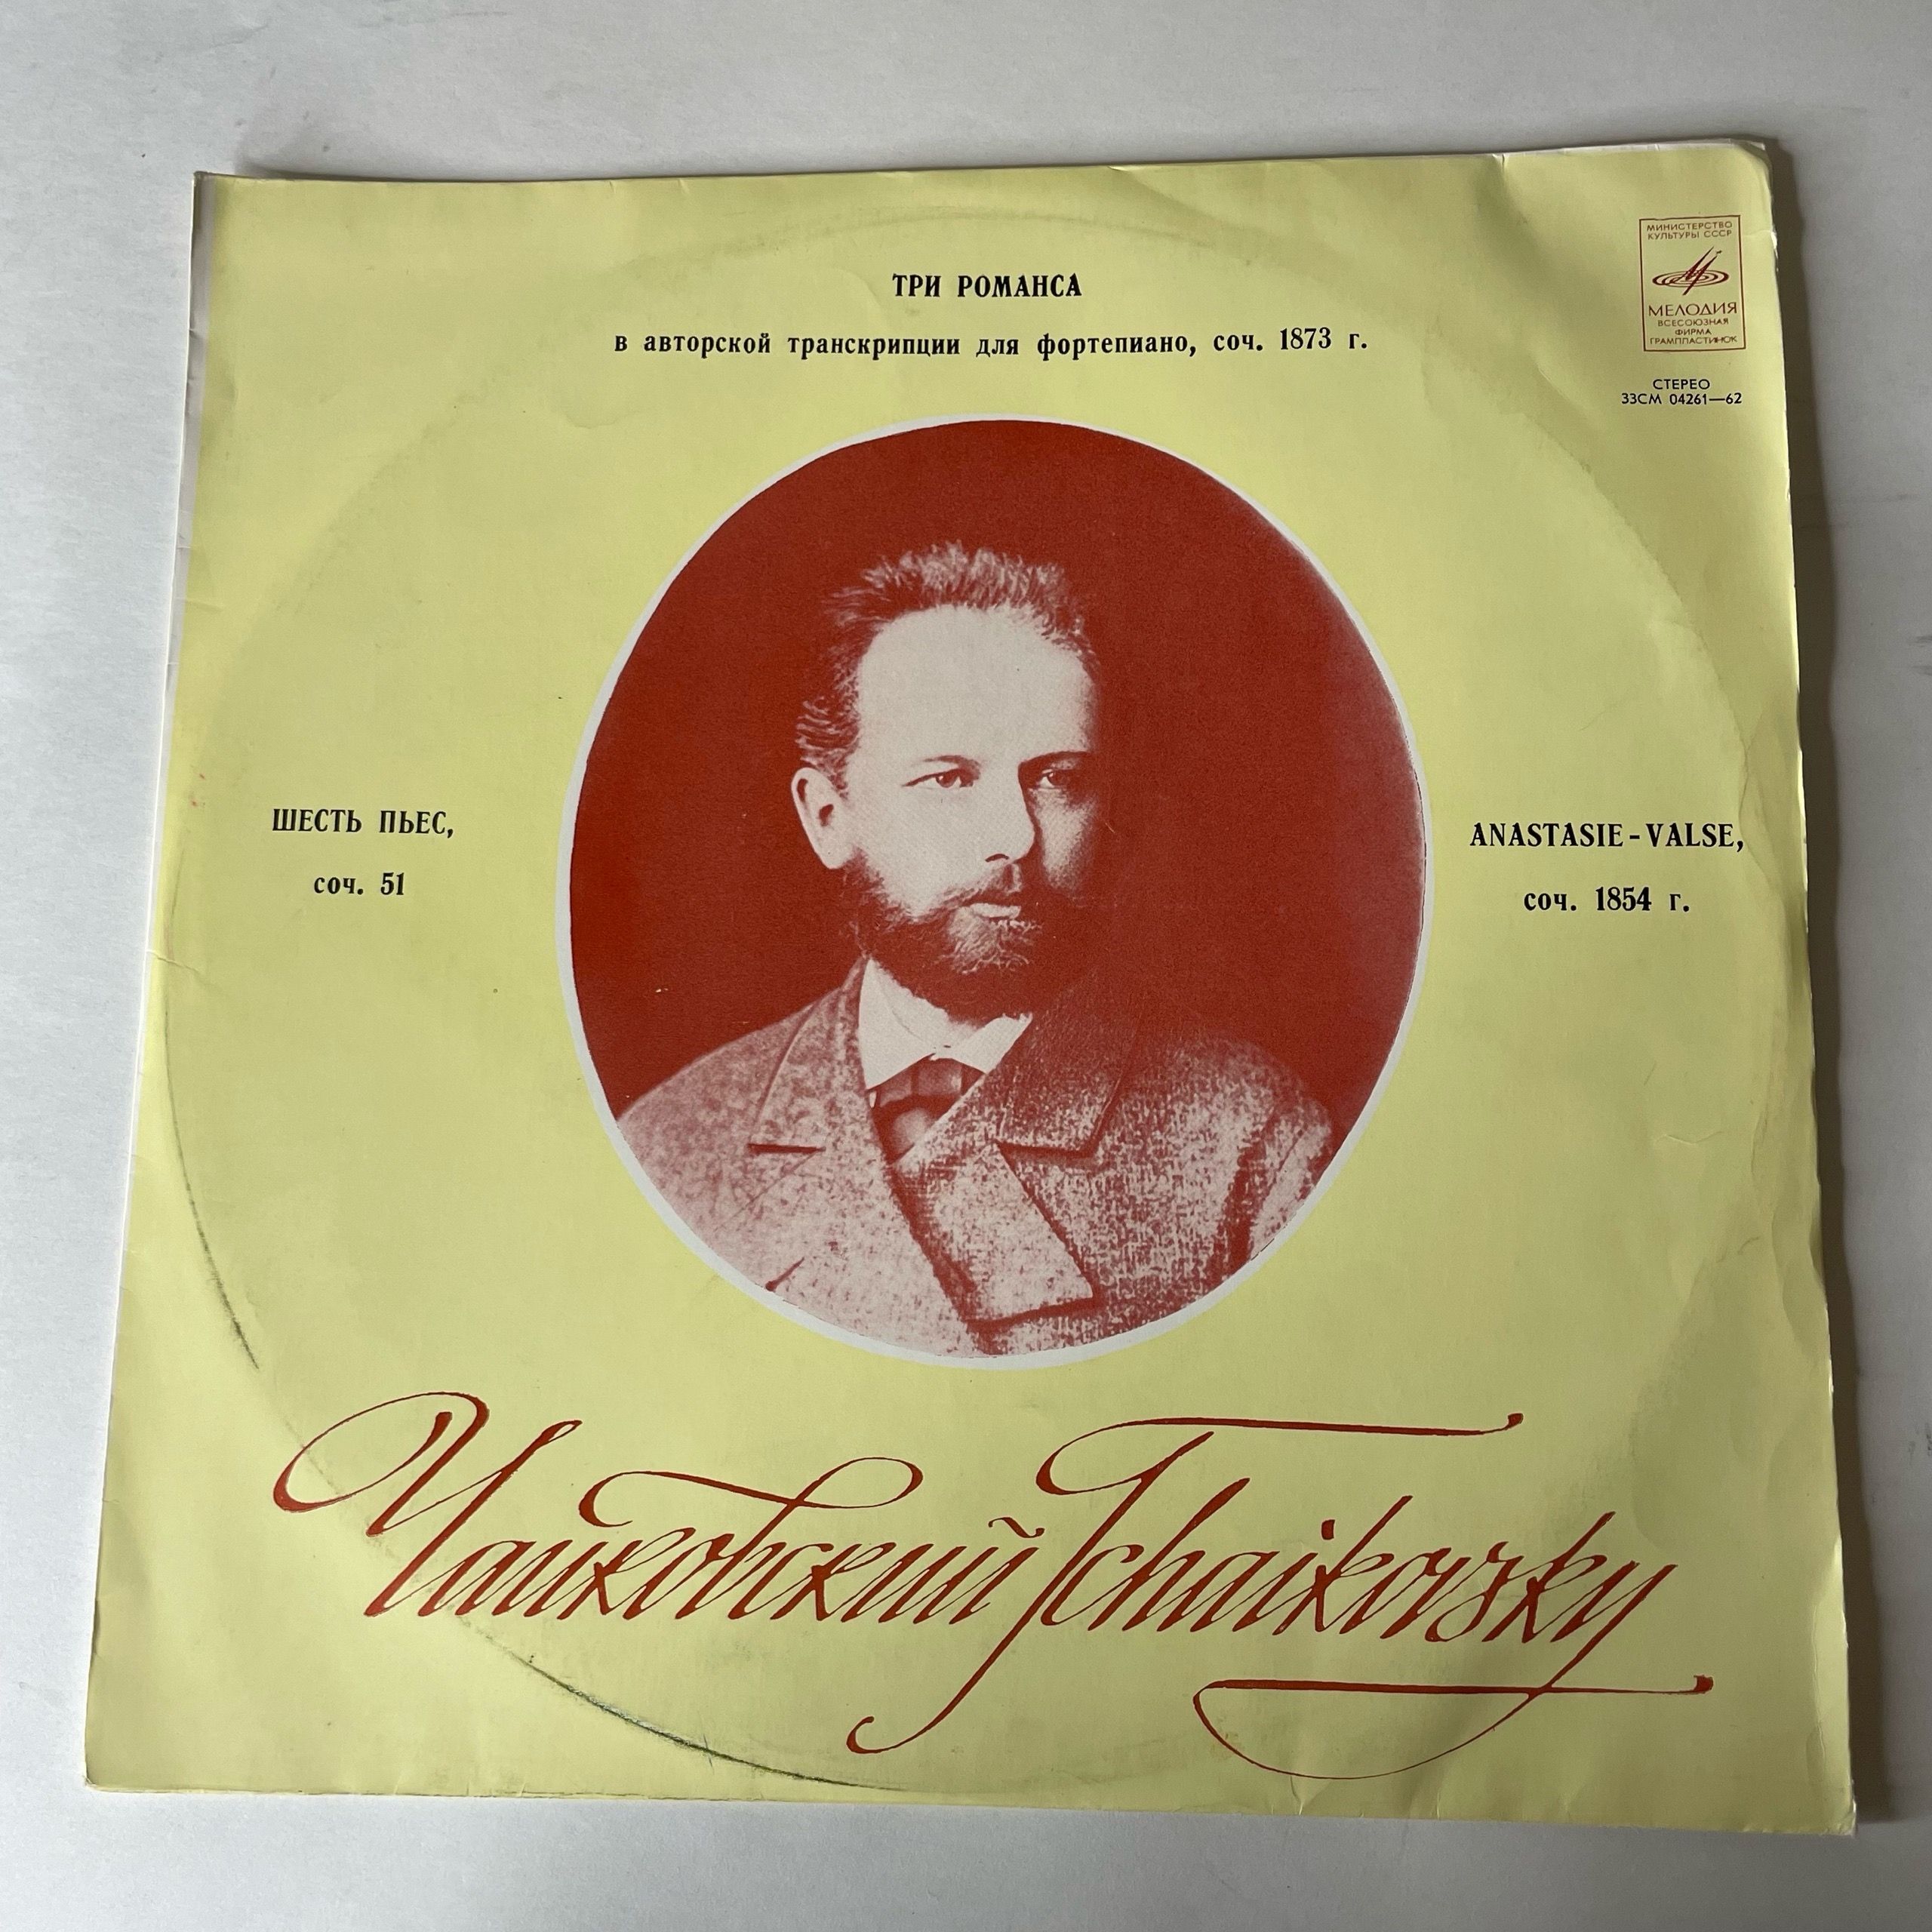 МИНИСТЕРСТВО
КУЛЬТУРЫ СССР
МЕЛОДИЯ
ВСЕСОЮЗНАЯ
ФИРМА
ГРАМПЛАСТИНОК
СТЕРЕО
33СМ 04261—62
ТРИ РОМАНСА
в авторской транскрипции для фортепиано, соч. 1873 г.
ШЕСТЬ ПЬЕС,
соч. 51
ANASTASIE-VALSE,
соч. 1854 г.
Чайковский Tchaikovsky